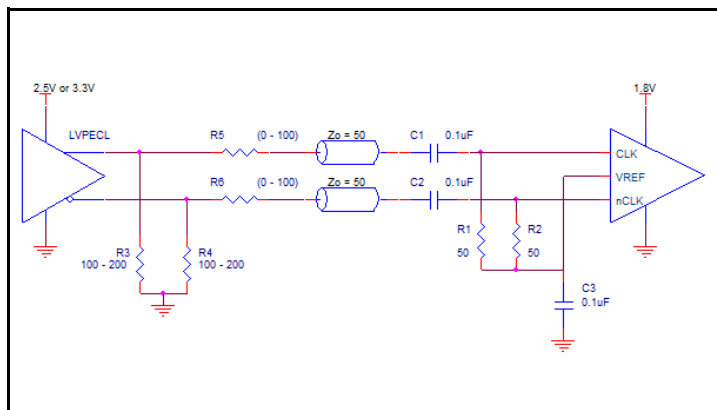 2.5V or 3.3V
1.8V
LVPECL
R5 (0 - 100)
Zo = 50
C1 0.1uF
CLK
R6 (0 - 100)
Zo = 50
C2 0.1uF
VREF
nCLK
R3
100 - 200
R4
100 - 200
R1
50
R2
50
C3
0.1uF